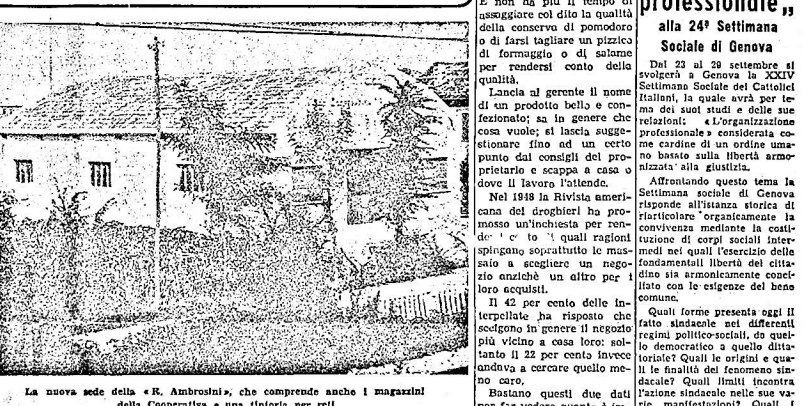 La nuova sede della «R. Ambrosini», che comprende anche i magazzini
della Cooperativa e una tintoria per reti
E non ha più il tempo di
assaggiare col dito la qualità
della conserva di pomodoro
o di farsi tagliare un pizzico
di formaggio o di salame
per rendersi conto della
qualità.
Lancia al gerente il nome
di un prodotto bello e con-
fezionato; sa in genere che
cosa vuole; si lascia sugge-
stionare fino ad un certo
punto dai consigli del pro-
prietario e scappa a casa o
dove il lavoro l'attende.
Nel 1948 la Rivista ameri-
cana dei droghieri ha pro-
mosso un'inchiesta per ren-
quali ragioni
spingano soprattutto le mas-
saie a scegliere un nego-
zio anzichè un altro per i
loro acquisti.
Il 42 per cento delle in-
terpellate ha risposto che
scelgono in genere il negozio
più vicino a casa loro: sol-
tanto il 22 per cento invece
andava a cercare quello me-
no caro.
Bastano questi due dati
per far vedere quanto
professionale„
alla 24ª Settimana
Sociale di Genova
Dal 23 al 29 settembre si
svolgerà a Genova la XXIV
Settimana Sociale dei Cattolici
Italiani, la quale avrà per te-
ma dei suoi studi e delle sue
relazioni: «L'organizzazione
professionale» considerata co-
me cardine di un ordine uma-
no basato sulla libertà armo-
nizzata alla giustizia.
Affrontando questo tema la
Settimana sociale di Genova
risponde all'istanza storica di
riarticolare organicamente la
convivenza mediante la costi-
tuzione di corpi sociali inter-
medi nei quali l'esercizio delle
fondamentali libertà del citta-
dino sia armonicamente conci-
liato con le esigenze del bene
comune.
Quali forme presenta oggi il
fatto sindacale nei differenti
regimi politico-sociali, da quel-
lo democratico a quello ditta-
toriale? Quali le origini e qua-
li le finalità del fenomeno sin-
dacale? Quali limiti incontra
l'azione sindacale nelle sue va-
rie manifestazioni? Quali i